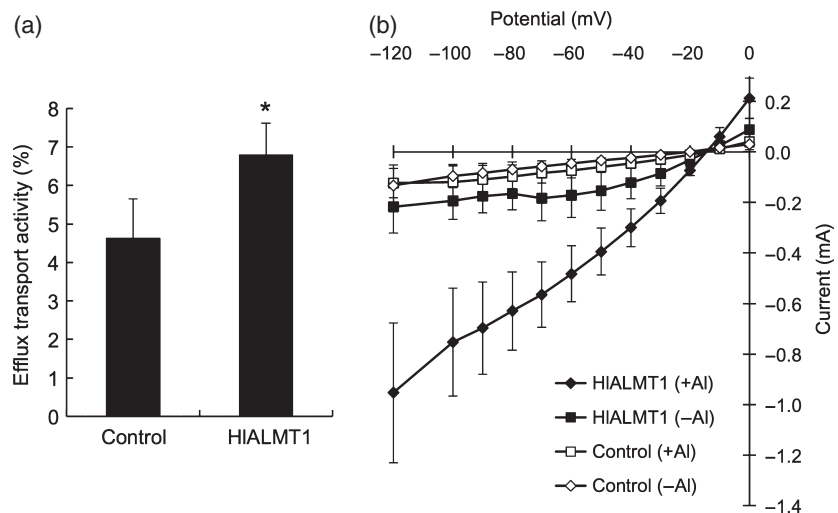 (a)
Efflux transport activity (%)
8
7
6
5
4
3
2
1
0
Control
HlALMT1
*
(b)
Potential (mV)
–120
–100
–80
–60
–40
–20
0
0.2
0.0
–0.2
–0.4
–0.6
–0.8
–1.0
–1.2
–1.4
Current (mA)
HlALMT1 (+Al)
HlALMT1 (–Al)
Control (+Al)
Control (–Al)